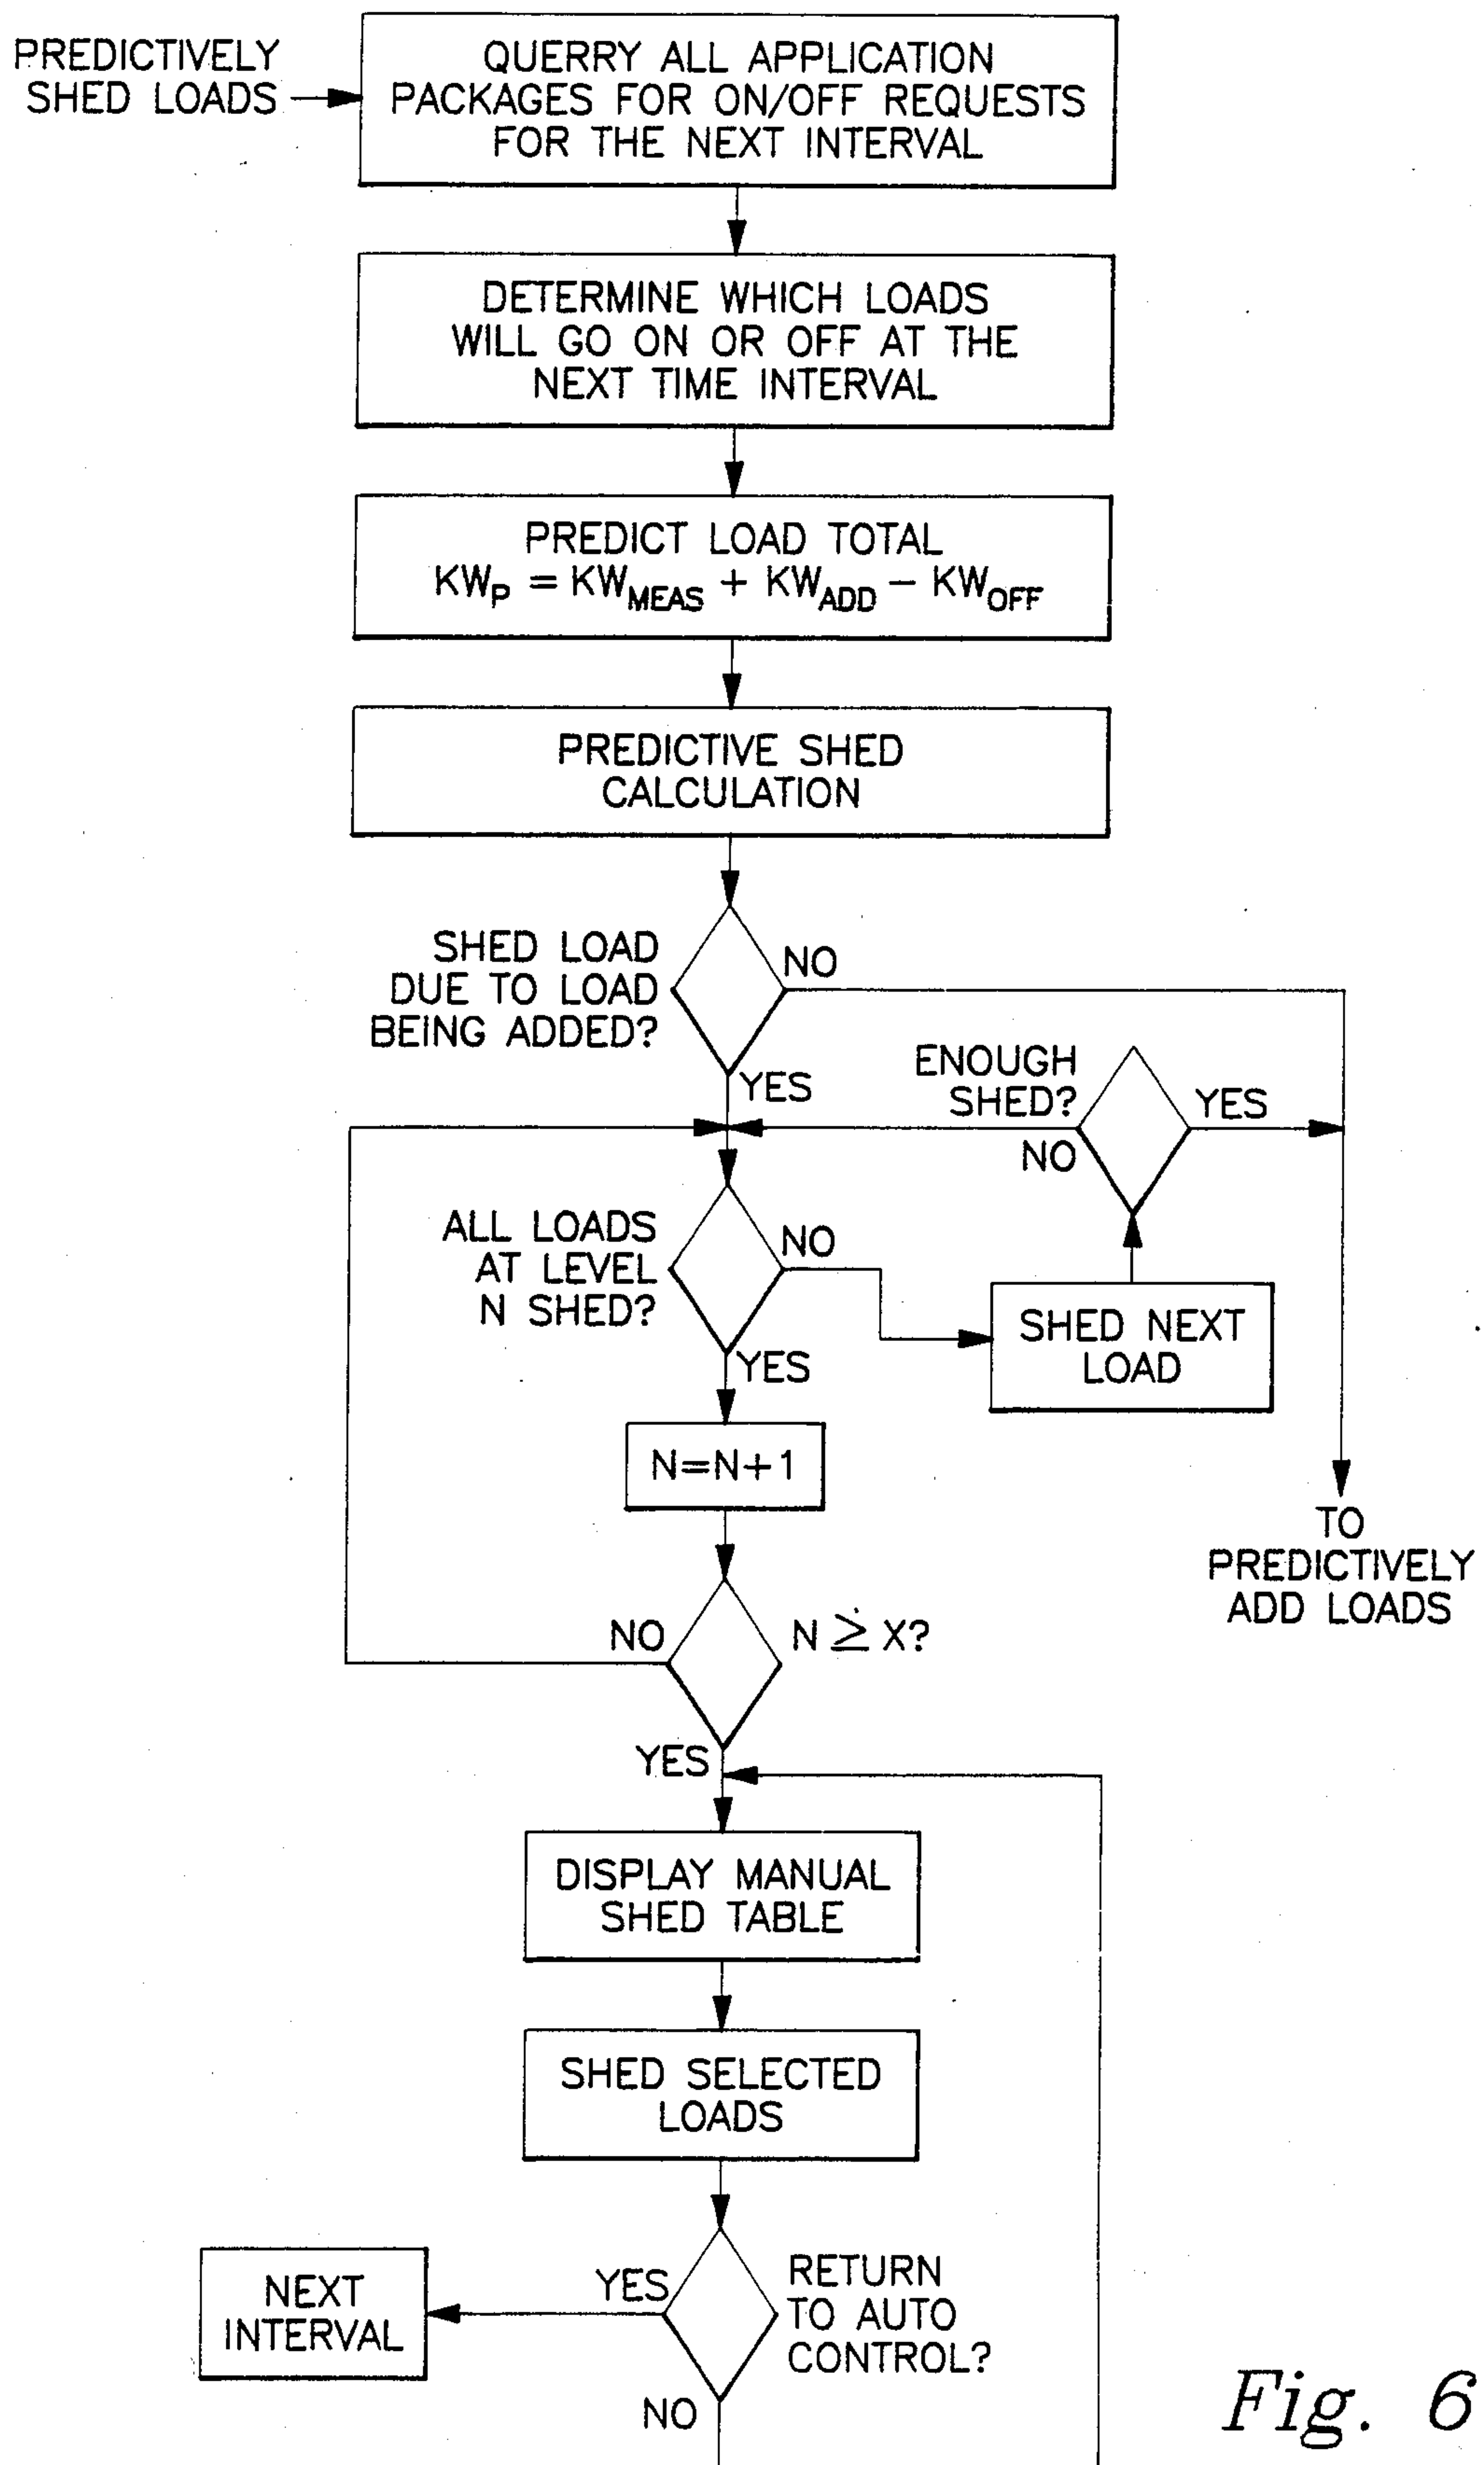 PREDICTIVELY
SHED LOADS
QUERRY ALL APPLICATION
PACKAGES FOR ON/OFF REQUESTS
FOR THE NEXT INTERVAL
DETERMINE WHICH LOADS
WILL GO ON OR OFF AT THE
NEXT TIME INTERVAL
PREDICT LOAD TOTAL
KW_P = KW_MEAS + KW_ADD - KW_OFF
PREDICTIVE SHED
CALCULATION
SHED LOAD
DUE TO LOAD
BEING ADDED?
NO
YES
ENOUGH
SHED?
YES
NO
ALL LOADS
AT LEVEL
N SHED?
NO
YES
SHED NEXT
LOAD
N=N+1
TO
PREDICTIVELY
ADD LOADS
NO
N ≥ X?
YES
DISPLAY MANUAL
SHED TABLE
SHED SELECTED
LOADS
NEXT
INTERVAL
YES
RETURN
TO AUTO
CONTROL?
NO
Fig. 6